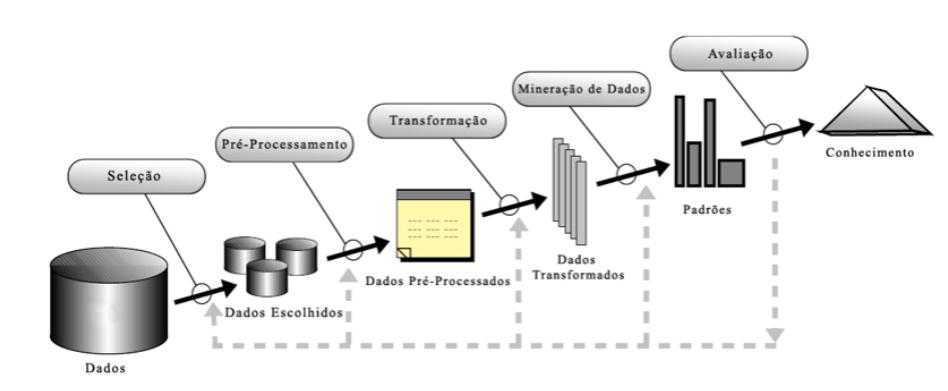 Avaliação
Mineração de Dados
Transformação
Pré-Processamento
Seleção
Conhecimento
Padrões
Dados
Transformados
Dados Pré-Processados
Dados Escolhidos
Dados